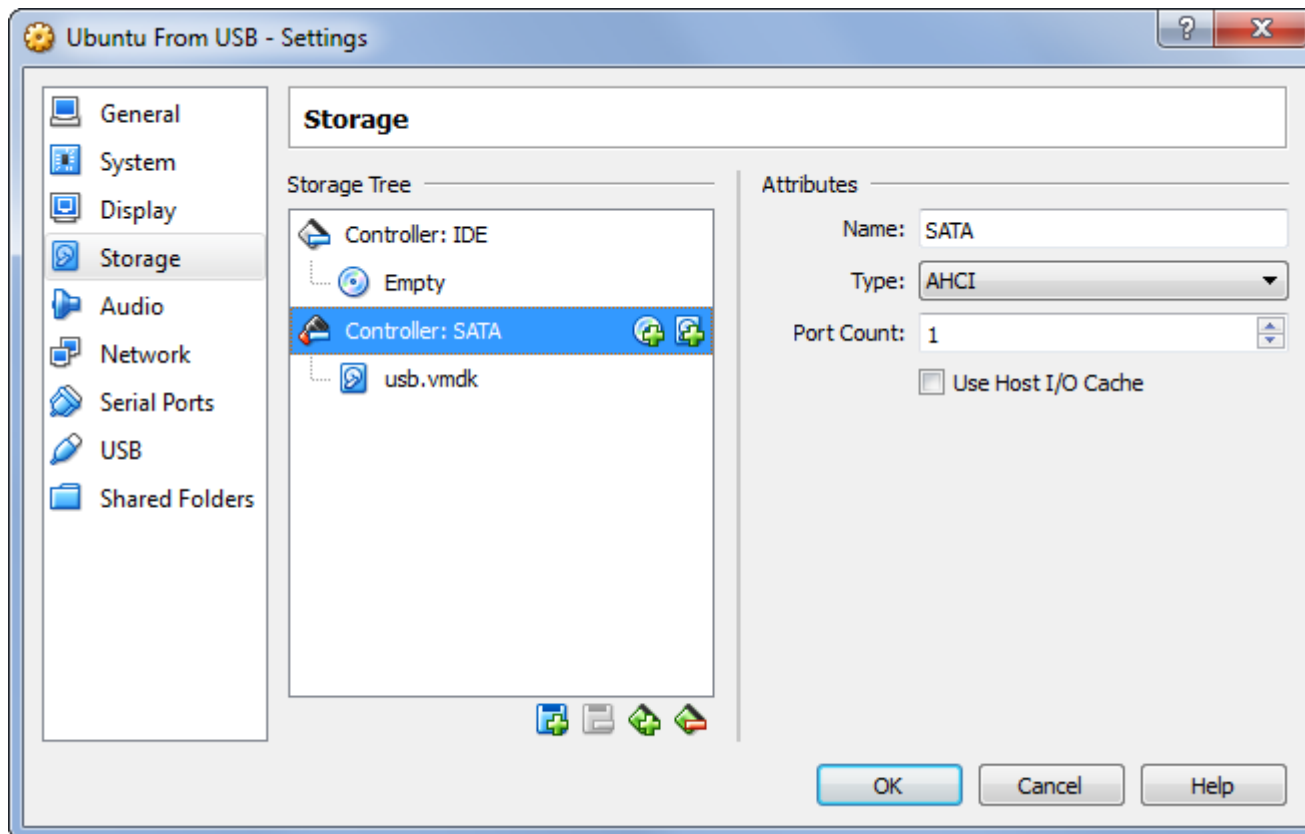 Ubuntu From USB - Settings
General
System
Display
Storage
Audio
Network
Serial Ports
USB
Shared Folders
Storage
Storage Tree
Controller: IDE
Empty
Controller: SATA
usb.vmdk
Attributes
Name: SATA
Type: AHCI
Port Count: 1
Use Host I/O Cache
OK Cancel Help